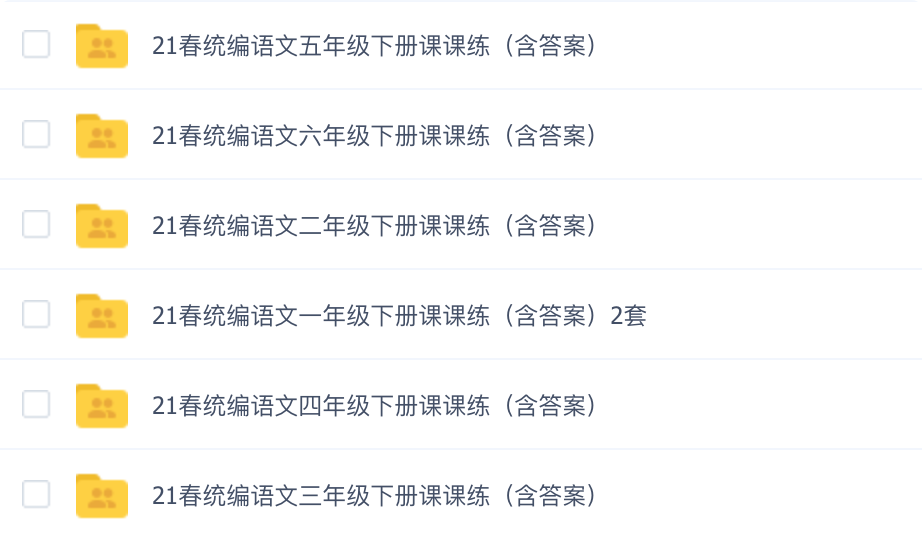 21春统编语文五年级下册课课练（含答案）
21春统编语文六年级下册课课练（含答案）
21春统编语文二年级下册课课练（含答案）
21春统编语文一年级下册课课练（含答案）2套
21春统编语文四年级下册课课练（含答案）
21春统编语文三年级下册课课练（含答案）